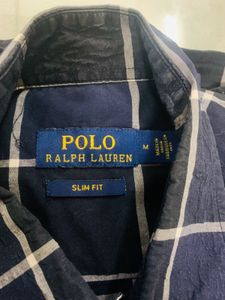 POLO
RALPH LAUREN
M
SLIM FIT